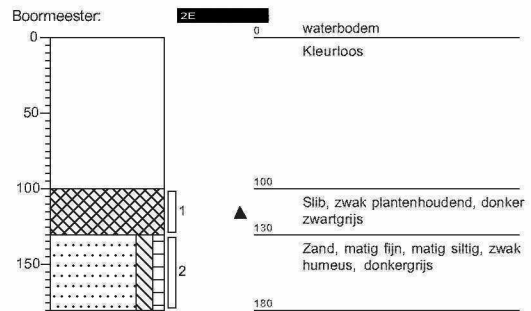 Boormeester: 2E
0
0 waterbodem
Kleurloos
50
100
100
Slib, zwak plantenhoudend, donker
zwartgrijs
1
130
Zand, matig fijn, matig siltig, zwak
humeus, donkergrijs
150
2
180